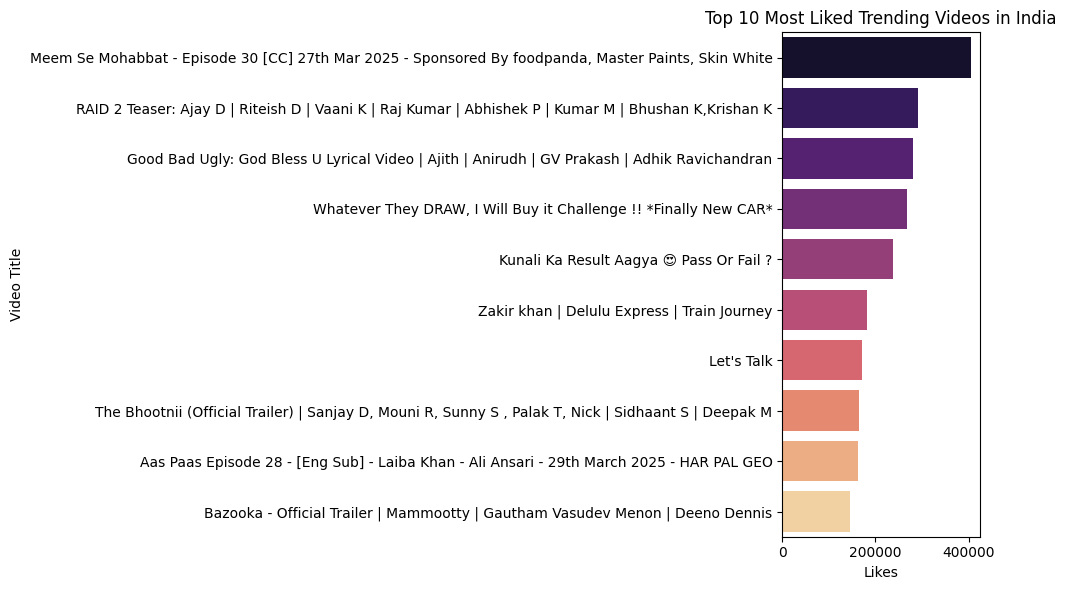 Top 10 Most Liked Trending Videos in India
Meem Se Mohabbat - Episode 30 [CC] 27th Mar 2025 - Sponsored By foodpanda, Master Paints, Skin White
RAID 2 Teaser: Ajay D | Riteish D | Vaani K | Raj Kumar | Abhishek P | Kumar M | Bhushan K,Krishan K
Good Bad Ugly: God Bless U Lyrical Video | Ajith | Anirudh | GV Prakash | Adhik Ravichandran
Whatever They DRAW, I Will Buy it Challenge !! *Finally New CAR*
Kunali Ka Result Aagya 😍 Pass Or Fail ?
Zakir khan | Delulu Express | Train Journey
Let's Talk
The Bhootnii (Official Trailer) | Sanjay D, Mouni R, Sunny S , Palak T, Nick | Sidhaant S | Deepak M
Aas Paas Episode 28 - [Eng Sub] - Laiba Khan - Ali Ansari - 29th March 2025 - HAR PAL GEO
Bazooka - Official Trailer | Mammootty | Gautham Vasudev Menon | Deeno Dennis
Video Title
0 200000 400000
Likes